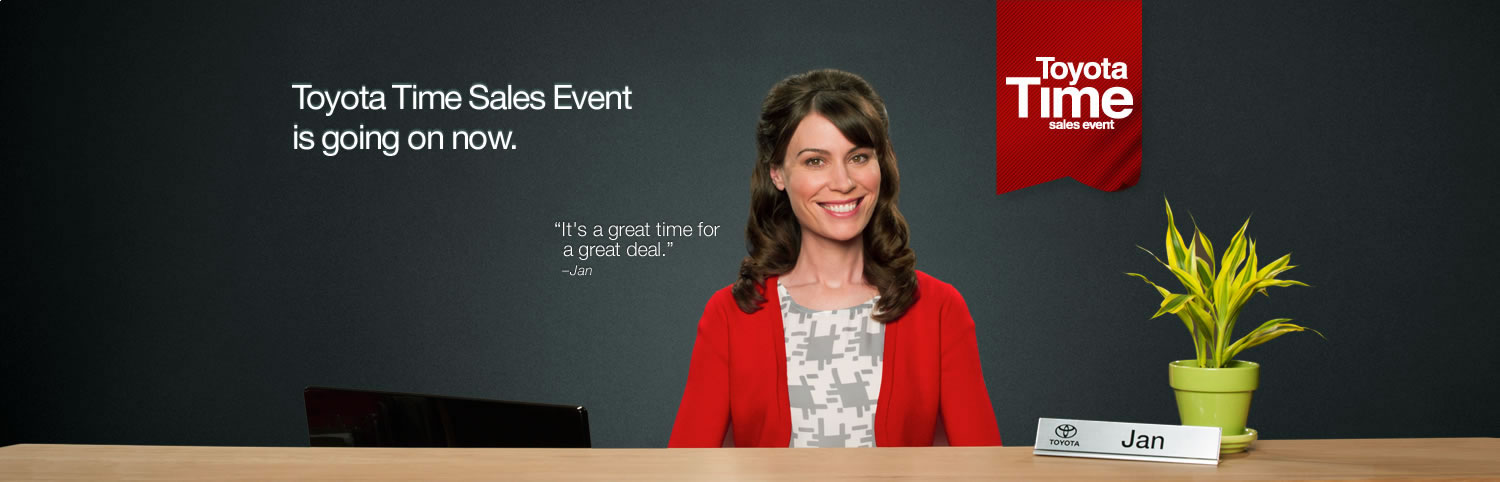 Toyota Time Sales Event
is going on now.
“It's a great time for
a great deal.”
–Jan
Toyota
Time
sales event
TOYOTA
Jan